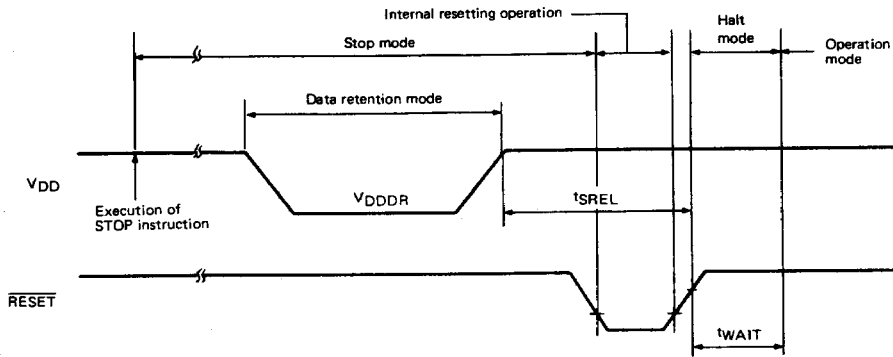 Internal resetting operation
Halt
mode
Stop mode
Operation
mode
Data retention mode
VDD
VDDDR
tSREL
Execution of
STOP instruction
RESET
tWAIT